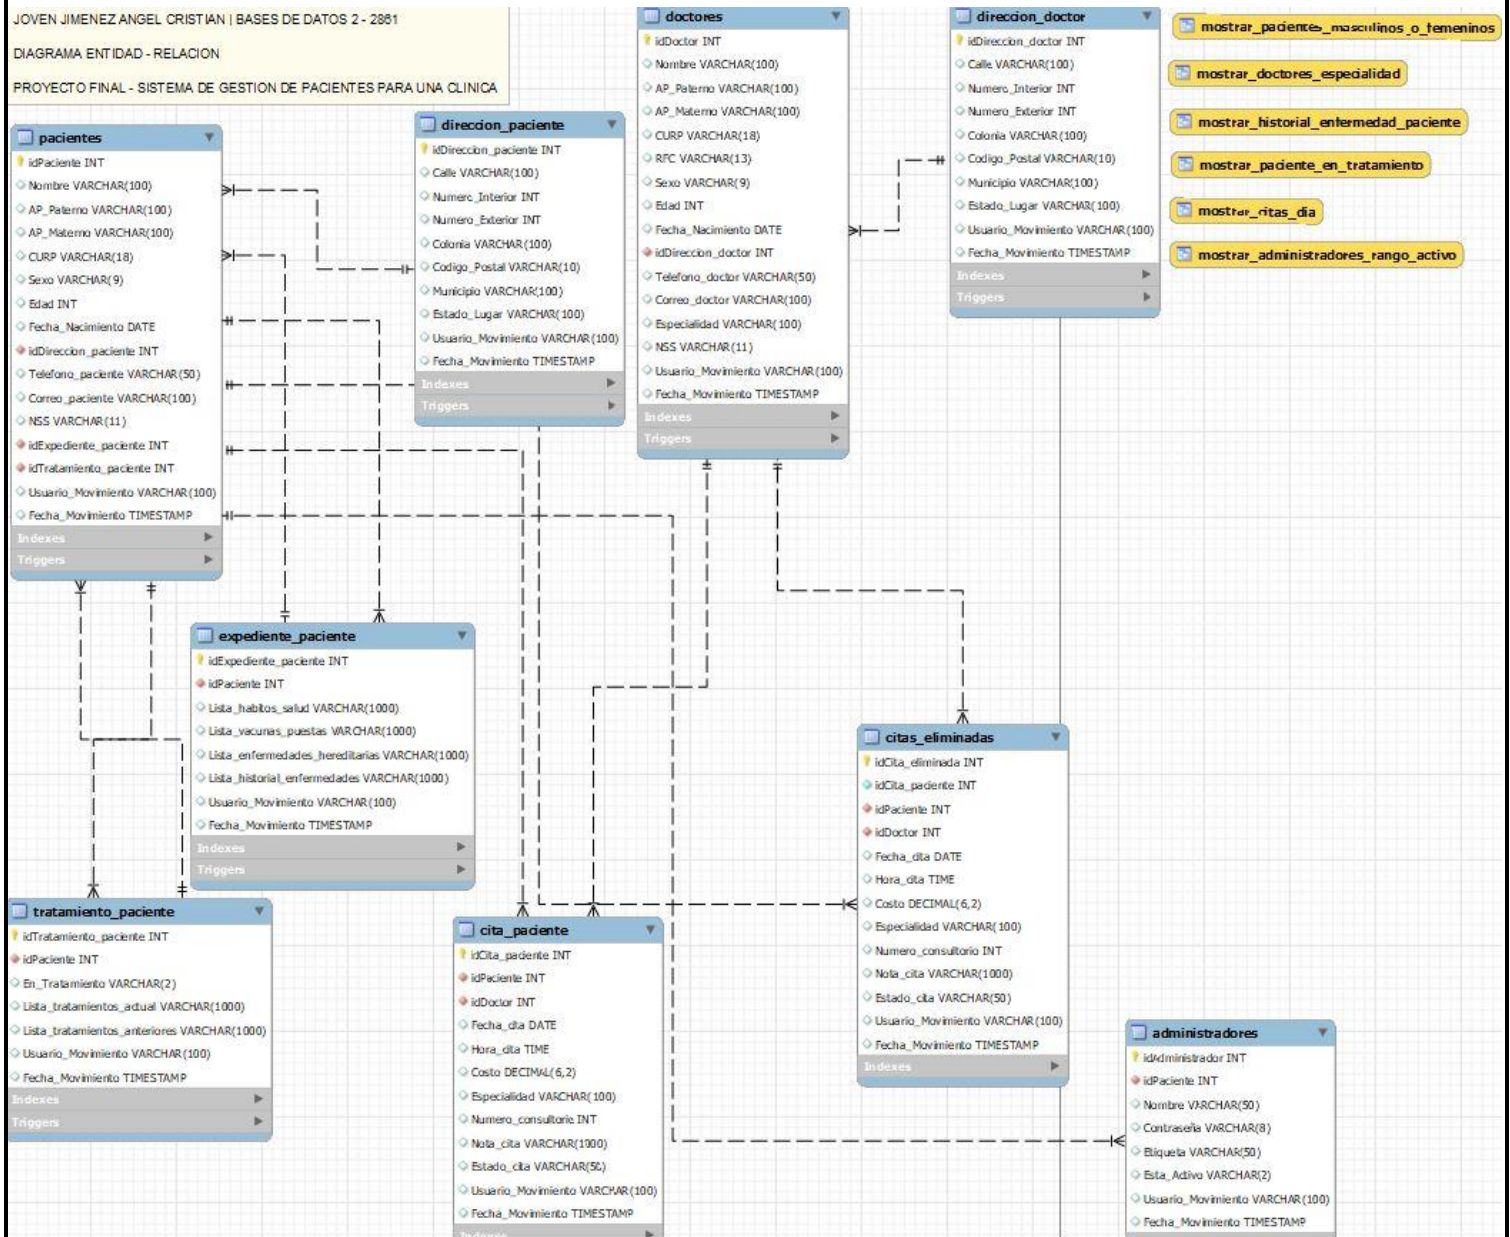 JOVEN JIMENEZ ANGEL CRISTIAN | BASES DE DATOS 2 - 2861
DIAGRAMA ENTIDAD - RELACION
PROYECTO FINAL - SISTEMA DE GESTION DE PACIENTES PARA UNA CLINICA
pacientes
idPaciente INT
Nombre VARCHAR(100)
AP_Paterno VARCHAR(100)
AP_Materno VARCHAR(100)
CURP VARCHAR(18)
Sexo VARCHAR(9)
Edad INT
Fecha_Nacimiento DATE
idDireccion_paciente INT
Telefono_paciente VARCHAR(50)
Correo_paciente VARCHAR(100)
NSS VARCHAR(11)
idExpediente_paciente INT
idTratamiento_paciente INT
Usuario_Movimiento VARCHAR(100)
Fecha_Movimiento TIMESTAMP
Indexes
Triggers
direccion_paciente
idDireccion_paciente INT
Calle VARCHAR(100)
Numero_Interior INT
Numero_Exterior INT
Colonia VARCHAR(100)
Codigo_Postal VARCHAR(10)
Municipio VARCHAR(100)
Estado_Lugar VARCHAR(100)
Usuario_Movimiento VARCHAR(100)
Fecha_Movimiento TIMESTAMP
Indexes
Triggers
doctores
idDoctor INT
Nombre VARCHAR(100)
AP_Paterno VARCHAR(100)
AP_Materno VARCHAR(100)
CURP VARCHAR(18)
RFC VARCHAR(13)
Sexo VARCHAR(9)
Edad INT
Fecha_Nacimiento DATE
idDireccion_doctor INT
Telefono_doctor VARCHAR(50)
Correo_doctor VARCHAR(100)
Especialidad VARCHAR(100)
NSS VARCHAR(11)
Usuario_Movimiento VARCHAR(100)
Fecha_Movimiento TIMESTAMP
Indexes
Triggers
direccion_doctor
idDireccion_doctor INT
Calle VARCHAR(100)
Numero_Interior INT
Numero_Exterior INT
Colonia VARCHAR(100)
Codigo_Postal VARCHAR(10)
Municipio VARCHAR(100)
Estado_Lugar VARCHAR(100)
Usuario_Movimiento VARCHAR(100)
Fecha_Movimiento TIMESTAMP
Indexes
Triggers
mostrar_pacientes_masculinos_o_femeninos
mostrar_doctores_especialidad
mostrar_historial_enfermedad_paciente
mostrar_paciente_en_tratamiento
mostrar_citas_dia
mostrar_administradores_rango_activo
expediente_paciente
idExpediente_paciente INT
idPaciente INT
Lista_habitos_salud VARCHAR(1000)
Lista_vacunas_puestas VARCHAR(1000)
Lista_enfermedades_hereditarias VARCHAR(1000)
Lista_historial_enfermedades VARCHAR(1000)
Usuario_Movimiento VARCHAR(100)
Fecha_Movimiento TIMESTAMP
Indexes
Triggers
tratamiento_paciente
idTratamiento_paciente INT
idPaciente INT
En_Tratamiento VARCHAR(2)
Lista_tratamientos_actual VARCHAR(1000)
Lista_tratamientos_anteriores VARCHAR(1000)
Usuario_Movimiento VARCHAR(100)
Fecha_Movimiento TIMESTAMP
Indexes
Triggers
cita_paciente
idCita_paciente INT
idPaciente INT
idDoctor INT
Fecha_cita DATE
Hora_cita TIME
Costo DECIMAL(6,2)
Especialidad VARCHAR(100)
Numero_consultorio INT
Nota_cita VARCHAR(1000)
Estado_cita VARCHAR(50)
Usuario_Movimiento VARCHAR(100)
Fecha_Movimiento TIMESTAMP
Indexes
citas_eliminadas
idCita_eliminada INT
idCita_paciente INT
idPaciente INT
idDoctor INT
Fecha_cita DATE
Hora_cita TIME
Costo DECIMAL(6,2)
Especialidad VARCHAR(100)
Numero_consultorio INT
Nota_cita VARCHAR(1000)
Estado_cita VARCHAR(50)
Usuario_Movimiento VARCHAR(100)
Fecha_Movimiento TIMESTAMP
Indexes
administradores
idAdministrador INT
idPaciente INT
Nombre VARCHAR(50)
Contraseña VARCHAR(8)
Etiqueta VARCHAR(50)
Esta_Activo VARCHAR(2)
Usuario_Movimiento VARCHAR(100)
Fecha_Movimiento TIMESTAMP